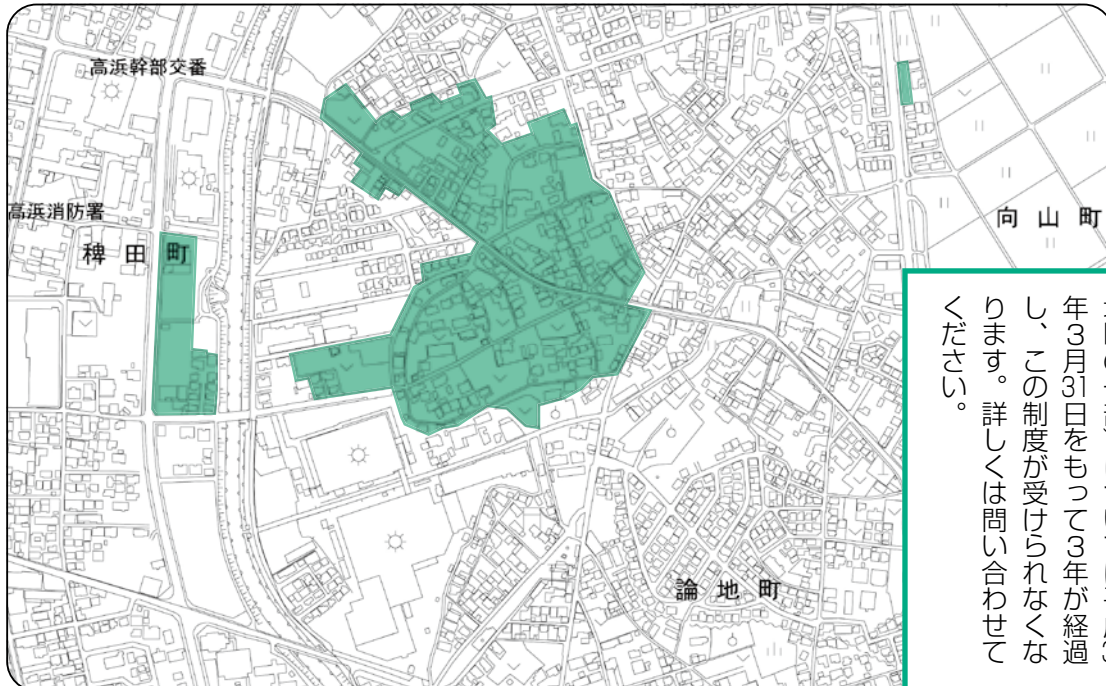 高浜幹部交番
高浜消防署
稗田町
向山町
論地町
年３月31日をもって３年が経過
し、この制度が受けられなくな
ります。詳しくは問い合わせて
ください。